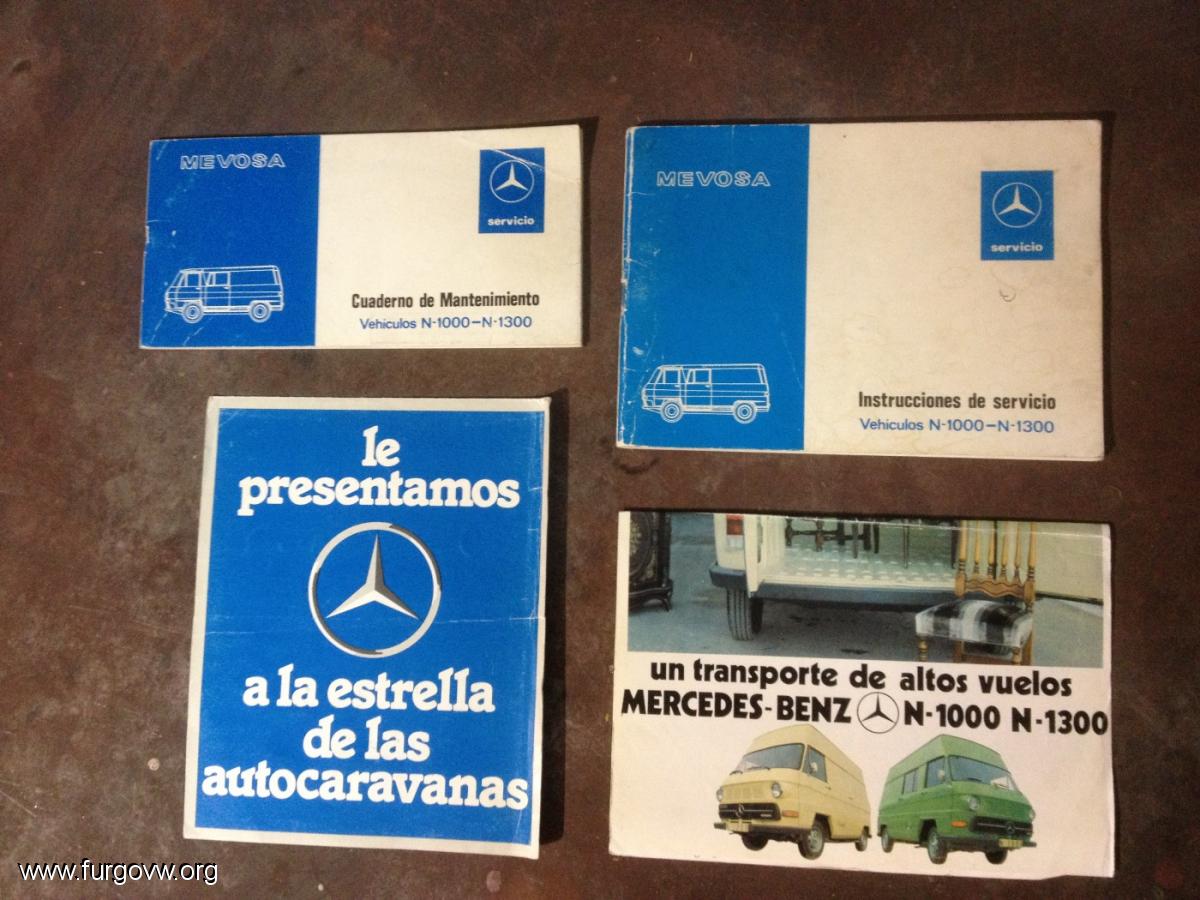 MEVOSA
servicio
Cuaderno de Mantenimiento
Vehiculos N-1000-N-1300
MEVOSA
servicio
Instrucciones de servicio
Vehiculos N-1000-N-1300
le
presentamos
a la estrella
de las
autocaravanas
un transporte de altos vuelos
MERCEDES-BENZ N-1000 N-1300
www.furgovw.org